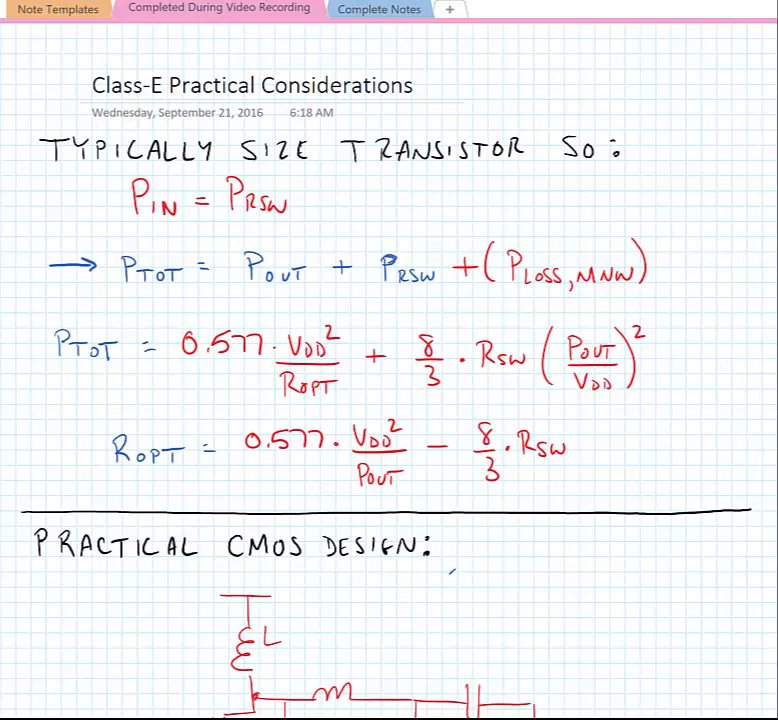 Note Templates Completed During Video Recording Complete Notes +
Class-E Practical Considerations
Wednesday, September 21, 2016 6:18 AM
TYPICALLY SIZE TRANSISTOR SO:
PIN = PRSW
→ PTOT = POUT + PRSW + (PLOSS,MNW)
PTOT = 0.577 · VDD²/ROPT + 8/3 · RSW (POUT/VDD)²
ROPT = 0.577 · VDD²/POUT − 8/3 · RSW
PRACTICAL CMOS DESIGN:
L